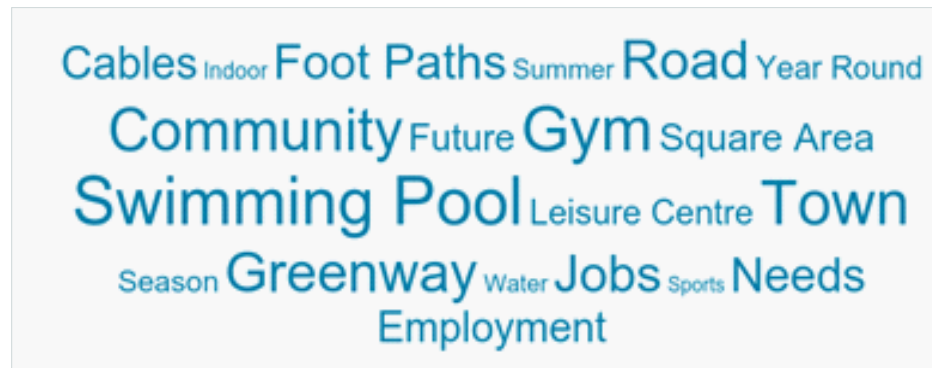 Cables Indoor Foot Paths Summer Road Year Round
Community Future Gym Square Area
Swimming Pool Leisure Centre Town
Season Greenway Water Jobs Sports Needs
Employment